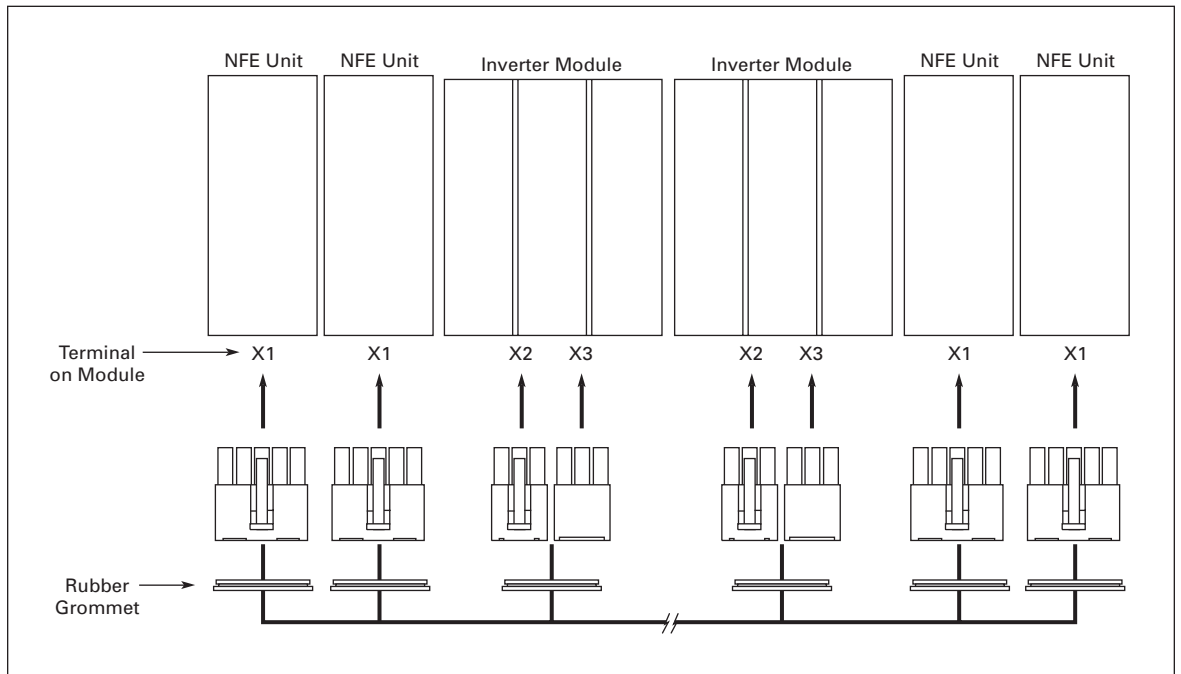 NFE Unit
NFE Unit
Inverter Module
Inverter Module
NFE Unit
NFE Unit
Terminal
on Module
X1
X1
X2
X3
X2
X3
X1
X1
Rubber
Grommet